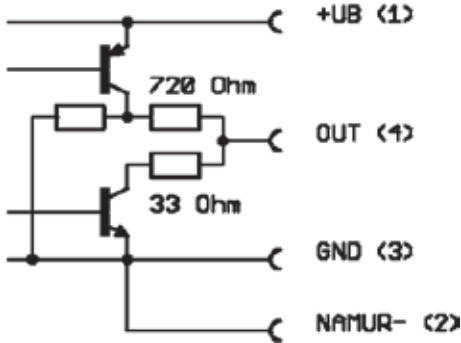 +UB (1)
720 Ohm
OUT (4)
33 Ohm
GND (3)
NAMUR- (2)